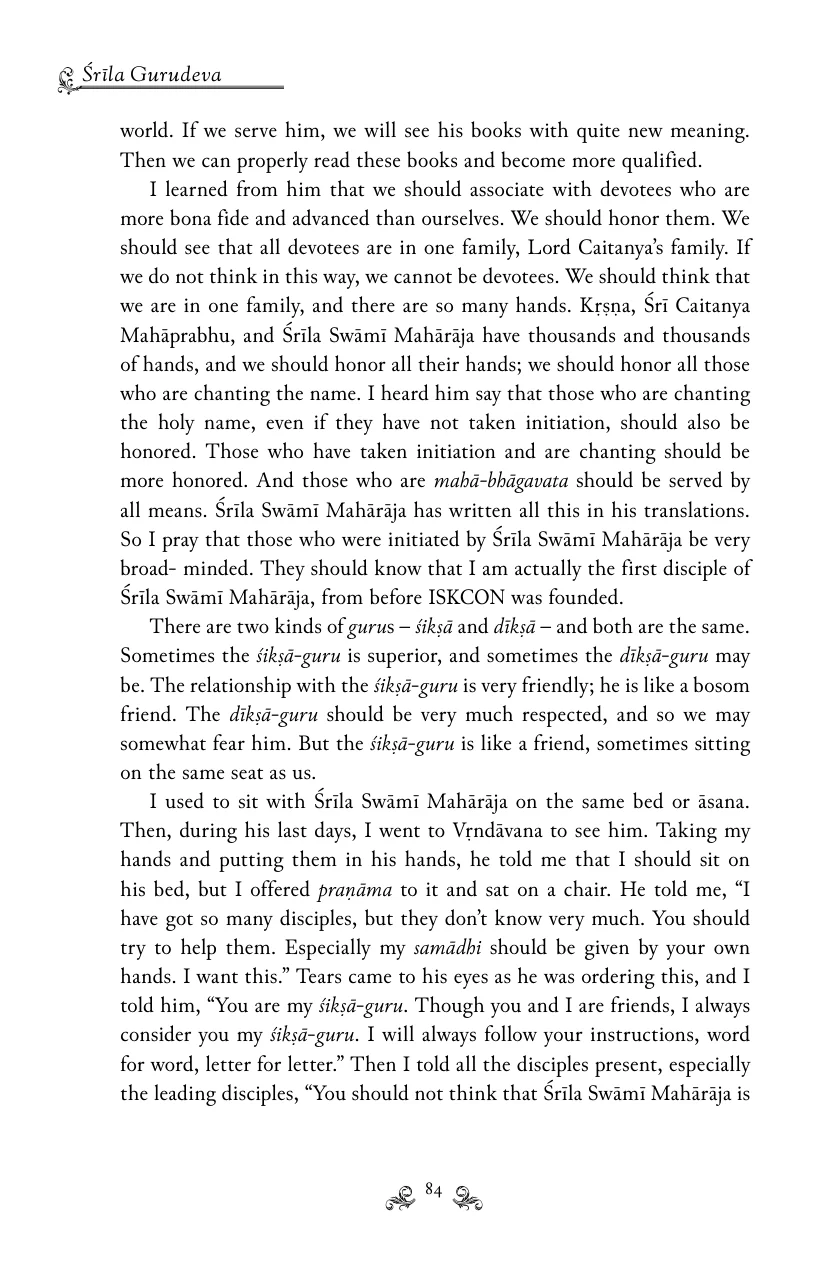 Śrīla Gurudeva
world. If we serve him, we will see his books with quite new meaning.
Then we can properly read these books and become more qualified.
I learned from him that we should associate with devotees who are
more bona fide and advanced than ourselves. We should honor them. We
should see that all devotees are in one family, Lord Caitanya’s family. If
we do not think in this way, we cannot be devotees. We should think that
we are in one family, and there are so many hands. Kṛṣṇa, Śrī Caitanya
Mahāprabhu, and Śrīla Swāmī Mahārāja have thousands and thousands
of hands, and we should honor all their hands; we should honor all those
who are chanting the name. I heard him say that those who are chanting
the holy name, even if they have not taken initiation, should also be
honored. Those who have taken initiation and are chanting should be
more honored. And those who are mahā-bhāgavata should be served by
all means. Śrīla Swāmī Mahārāja has written all this in his translations.
So I pray that those who were initiated by Śrīla Swāmī Mahārāja be very
broad- minded. They should know that I am actually the first disciple of
Śrīla Swāmī Mahārāja, from before ISKCON was founded.
There are two kinds of gurus – śikṣā and dīkṣā – and both are the same.
Sometimes the śikṣā-guru is superior, and sometimes the dīkṣā-guru may
be. The relationship with the śikṣā-guru is very friendly; he is like a bosom
friend. The dīkṣā-guru should be very much respected, and so we may
somewhat fear him. But the śikṣā-guru is like a friend, sometimes sitting
on the same seat as us.
I used to sit with Śrīla Swāmī Mahārāja on the same bed or āsana.
Then, during his last days, I went to Vṛndāvana to see him. Taking my
hands and putting them in his hands, he told me that I should sit on
his bed, but I offered praṇāma to it and sat on a chair. He told me, “I
have got so many disciples, but they don’t know very much. You should
try to help them. Especially my samādhi should be given by your own
hands. I want this.” Tears came to his eyes as he was ordering this, and I
told him, “You are my śikṣā-guru. Though you and I are friends, I always
consider you my śikṣā-guru. I will always follow your instructions, word
for word, letter for letter.” Then I told all the disciples present, especially
the leading disciples, “You should not think that Śrīla Swāmī Mahārāja is
84